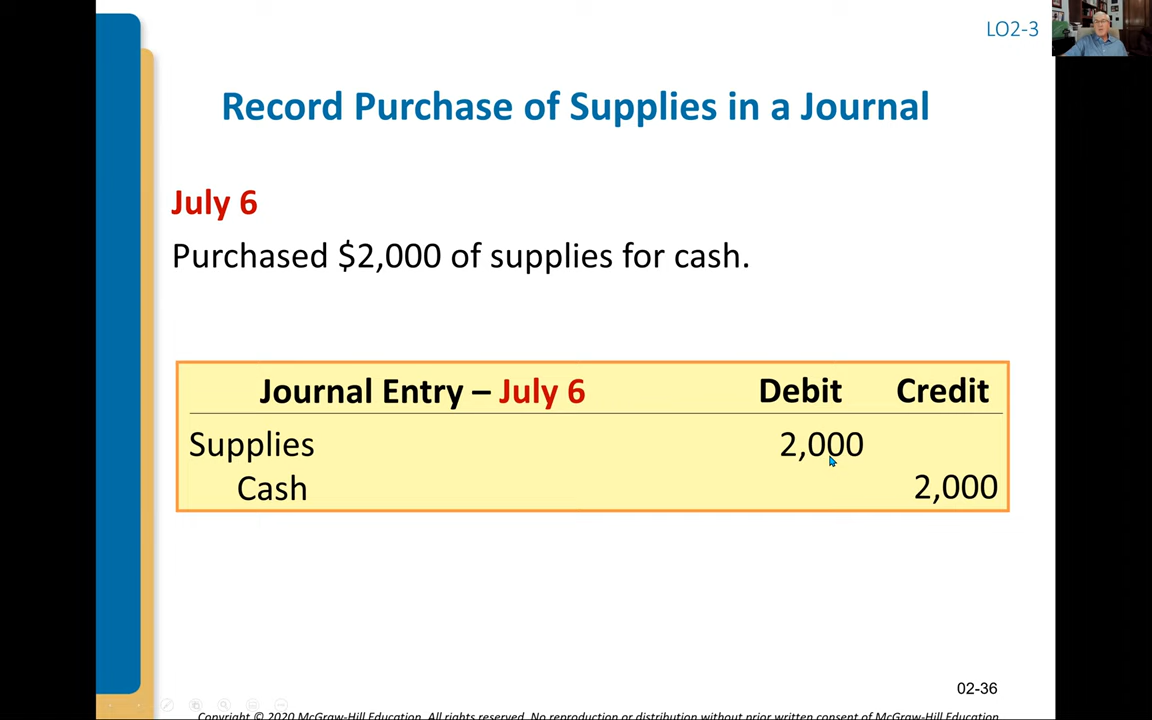 LO2-3
Record Purchase of Supplies in a Journal
July 6
Purchased $2,000 of supplies for cash.
Journal Entry – July 6 Debit Credit
Supplies 2,000
Cash 2,000
02-36
Copyright © 2020 McGraw-Hill Education. All rights reserved. No reproduction or distribution without prior written consent of McGraw-Hill Education.